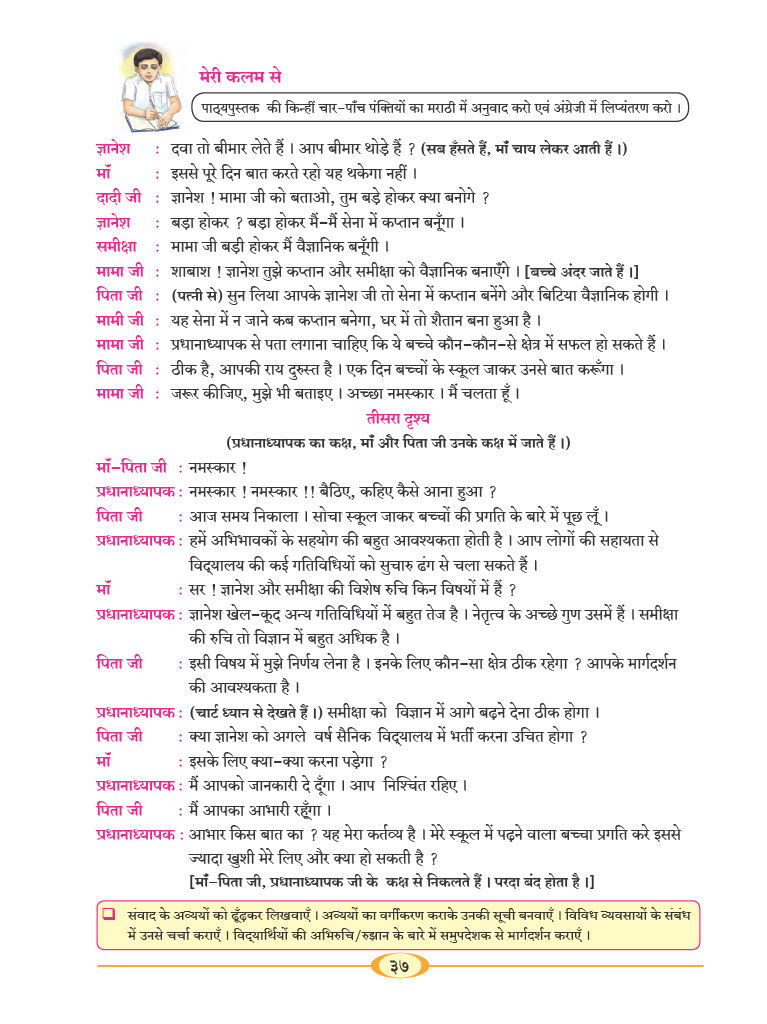 मेरी कलम से
पाठ्यपुस्तक की किन्हीं चार-पाँच पंक्तियों का मराठी में अनुवाद करो एवं अंग्रेजी में लिप्यंतरण करो ।
ज्ञानेश : दवा तो बीमार लेते हैं । आप बीमार थोड़े हैं ? (सब हँसते हैं, माँ चाय लेकर आती हैं ।)
माँ : इससे पूरे दिन बात करते रहो यह थकेगा नहीं ।
दादी जी : ज्ञानेश ! मामा जी को बताओ, तुम बड़े होकर क्या बनोगे ?
ज्ञानेश : बड़ा होकर ? बड़ा होकर मैं-मैं सेना में कप्तान बनूँगा ।
समीक्षा : मामा जी बड़ी होकर मैं वैज्ञानिक बनूँगी ।
मामा जी : शाबाश ! ज्ञानेश तुझे कप्तान और समीक्षा को वैज्ञानिक बनाएँगे । [बच्चे अंदर जाते हैं ।]
पिता जी : (पत्नी से) सुन लिया आपके ज्ञानेश जी तो सेना में कप्तान बनेंगे और बिटिया वैज्ञानिक होगी ।
मामी जी : यह सेना में न जाने कब कप्तान बनेगा, घर में तो शैतान बना हुआ है ।
मामा जी : प्रधानाध्यापक से पता लगाना चाहिए कि ये बच्चे कौन-कौन-से क्षेत्र में सफल हो सकते हैं ।
पिता जी : ठीक है, आपकी राय दुरुस्त है । एक दिन बच्चों के स्कूल जाकर उनसे बात करूँगा ।
मामा जी : जरूर कीजिए, मुझे भी बताइए । अच्छा नमस्कार । मैं चलता हूँ ।
तीसरा दृश्य
(प्रधानाध्यापक का कक्ष, माँ और पिता जी उनके कक्ष में जाते हैं ।)
माँ-पिता जी : नमस्कार !
प्रधानाध्यापक : नमस्कार ! नमस्कार !! बैठिए, कहिए कैसे आना हुआ ?
पिता जी : आज समय निकाला । सोचा स्कूल जाकर बच्चों की प्रगति के बारे में पूछ लूँ ।
प्रधानाध्यापक : हमें अभिभावकों के सहयोग की बहुत आवश्यकता होती है । आप लोगों की सहायता से
विद्यालय की कई गतिविधियों को सुचारु ढंग से चला सकते हैं ।
माँ : सर ! ज्ञानेश और समीक्षा की विशेष रुचि किन विषयों में हैं ?
प्रधानाध्यापक : ज्ञानेश खेल-कूद अन्य गतिविधियों में बहुत तेज है । नेतृत्व के अच्छे गुण उसमें हैं । समीक्षा
की रुचि तो विज्ञान में बहुत अधिक है ।
पिता जी : इसी विषय में मुझे निर्णय लेना है । इनके लिए कौन-सा क्षेत्र ठीक रहेगा ? आपके मार्गदर्शन
की आवश्यकता है ।
प्रधानाध्यापक : (चार्ट ध्यान से देखते हैं ।) समीक्षा को विज्ञान में आगे बढ़ने देना ठीक होगा ।
पिता जी : क्या ज्ञानेश को अगले वर्ष सैनिक विद्यालय में भर्ती करना उचित होगा ?
माँ : इसके लिए क्या-क्या करना पड़ेगा ?
प्रधानाध्यापक : मैं आपको जानकारी दे दूँगा । आप निश्चिंत रहिए ।
पिता जी : मैं आपका आभारी रहूँगा ।
प्रधानाध्यापक : आभार किस बात का ? यह मेरा कर्तव्य है । मेरे स्कूल में पढ़ने वाला बच्चा प्रगति करे इससे
ज्यादा खुशी मेरे लिए और क्या हो सकती है ?
[माँ-पिता जी, प्रधानाध्यापक जी के कक्ष से निकलते हैं । परदा बंद होता है ।]
❑ संवाद के अव्ययों को ढूँढ़कर लिखवाएँ । अव्ययों का वर्गीकरण कराके उनकी सूची बनवाएँ । विविध व्यवसायों के संबंध
में उनसे चर्चा कराएँ । विद्यार्थियों की अभिरुचि/रुझान के बारे में समुपदेशक से मार्गदर्शन कराएँ ।
३७